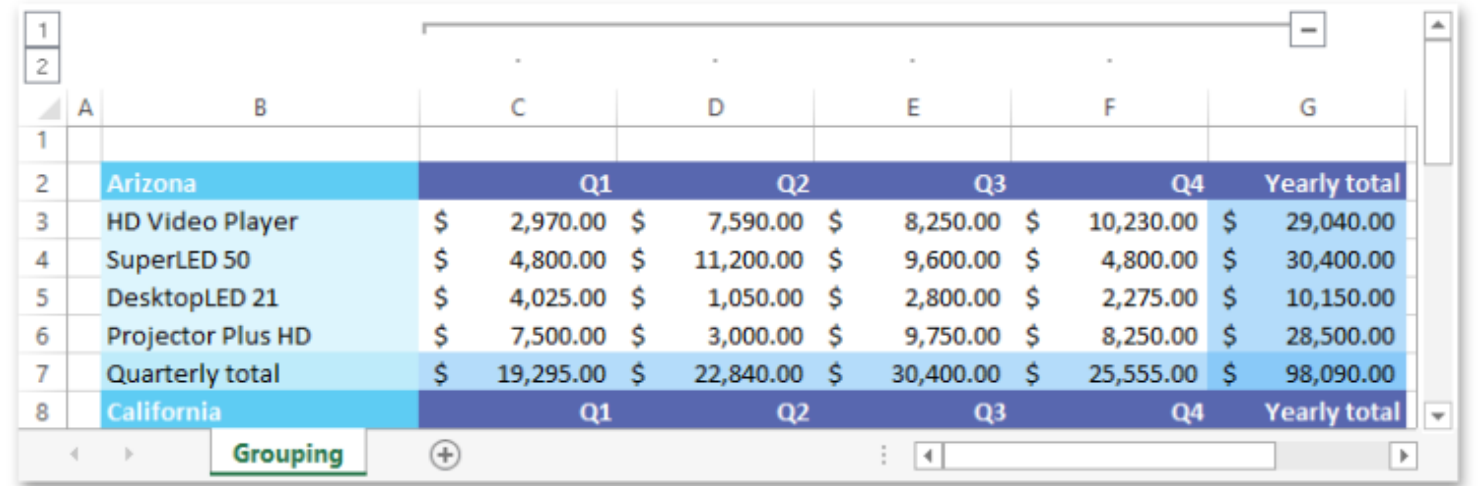 1
2
A B C D E F G
1
2 Arizona Q1 Q2 Q3 Q4 Yearly total
3 HD Video Player $ 2,970.00 $ 7,590.00 $ 8,250.00 $ 10,230.00 $ 29,040.00
4 SuperLED 50 $ 4,800.00 $ 11,200.00 $ 9,600.00 $ 4,800.00 $ 30,400.00
5 DesktopLED 21 $ 4,025.00 $ 1,050.00 $ 2,800.00 $ 2,275.00 $ 10,150.00
6 Projector Plus HD $ 7,500.00 $ 3,000.00 $ 9,750.00 $ 8,250.00 $ 28,500.00
7 Quarterly total $ 19,295.00 $ 22,840.00 $ 30,400.00 $ 25,555.00 $ 98,090.00
8 California Q1 Q2 Q3 Q4 Yearly total
Grouping